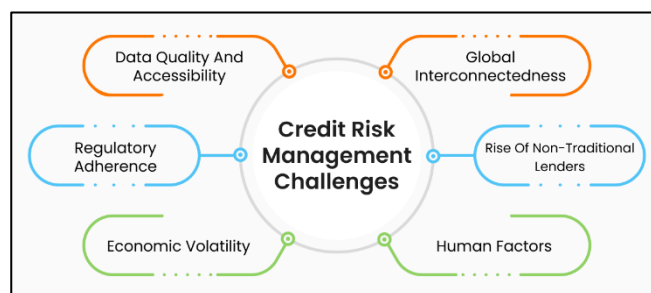 Data Quality And
Accessibility
Global
Interconnectedness
Credit Risk
Management
Challenges
Regulatory
Adherence
Rise Of Non-Traditional
Lenders
Economic Volatility
Human Factors